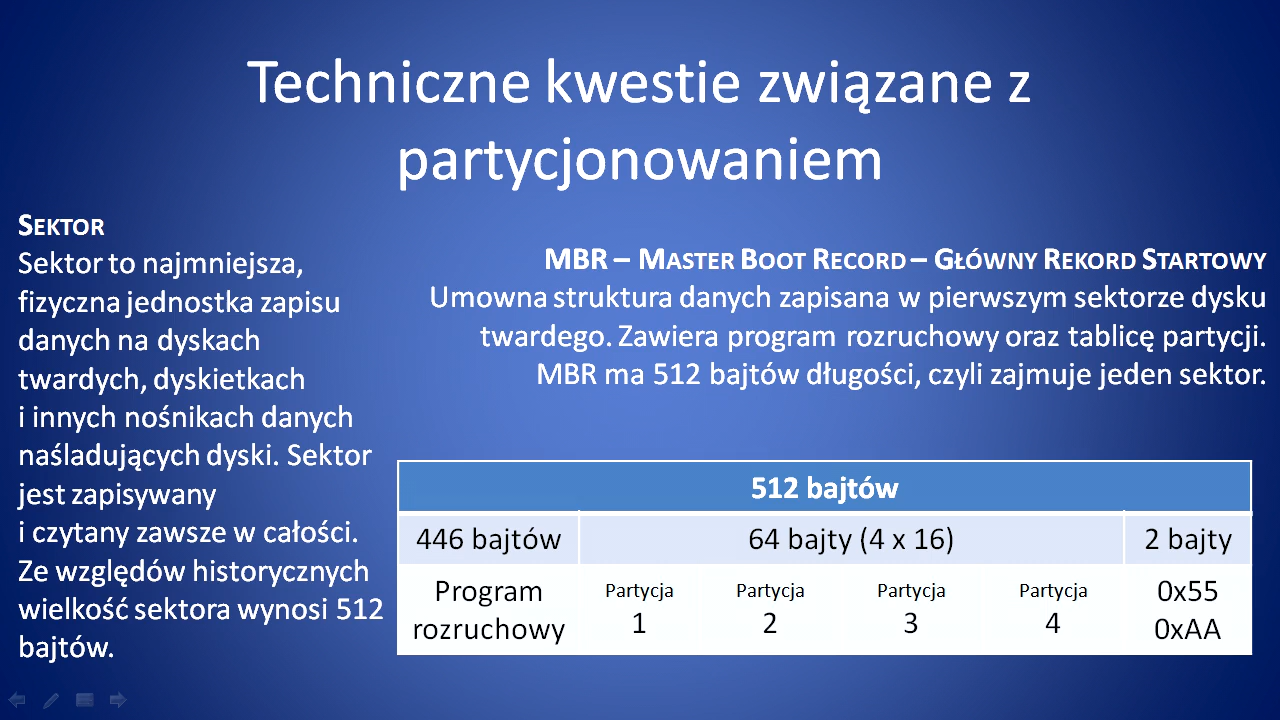 Techniczne kwestie związane z
partycjonowaniem
SEKTOR
Sektor to najmniejsza,
fizyczna jednostka zapisu
danych na dyskach
twardych, dyskietkach
i innych nośnikach danych
naśladujących dyski. Sektor
jest zapisywany
i czytany zawsze w całości.
Ze względów historycznych
wielkość sektora wynosi 512
bajtów.
MBR – MASTER BOOT RECORD – GŁÓWNY REKORD STARTOWY
Umowna struktura danych zapisana w pierwszym sektorze dysku
twardego. Zawiera program rozruchowy oraz tablicę partycji.
MBR ma 512 bajtów długości, czyli zajmuje jeden sektor.
512 bajtów
446 bajtów 64 bajty (4 x 16) 2 bajty
Program Partycja Partycja Partycja Partycja 0x55
rozruchowy 1 2 3 4 0xAA